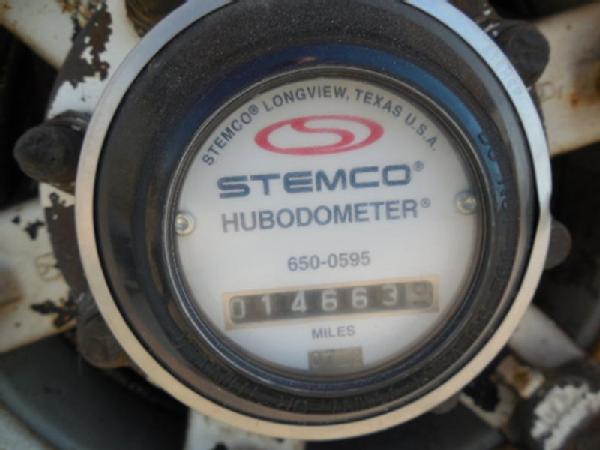 STEMCO® LONGVIEW, TEXAS U.S.A.
STEMCO®
HUBODOMETER®
650-0595
0146639
MILES